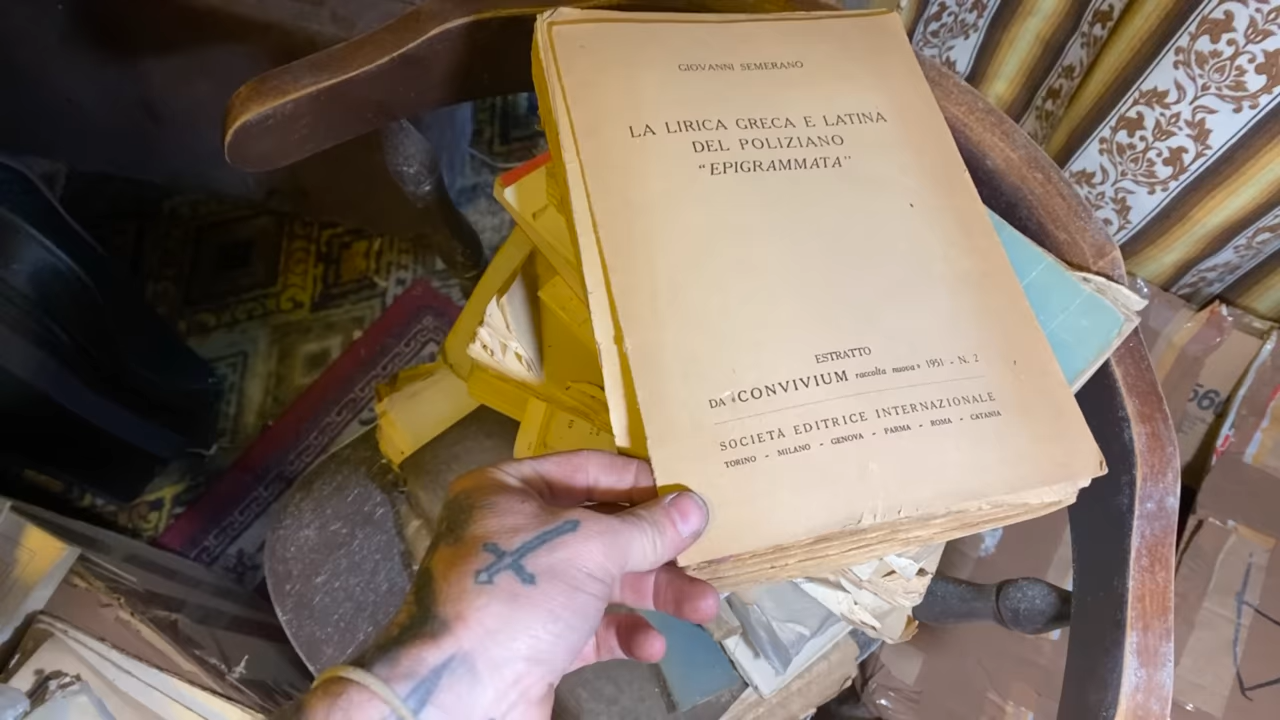 GIOVANNI SEMERANO
LA LIRICA GRECA E LATINA
DEL POLIZIANO
“EPIGRAMMATA”
ESTRATTO
DA «CONVIVIUM raccolta nuova» 1951 - N. 2
SOCIETÀ EDITRICE INTERNAZIONALE
TORINO - MILANO - GENOVA - PARMA - ROMA - CATANIA